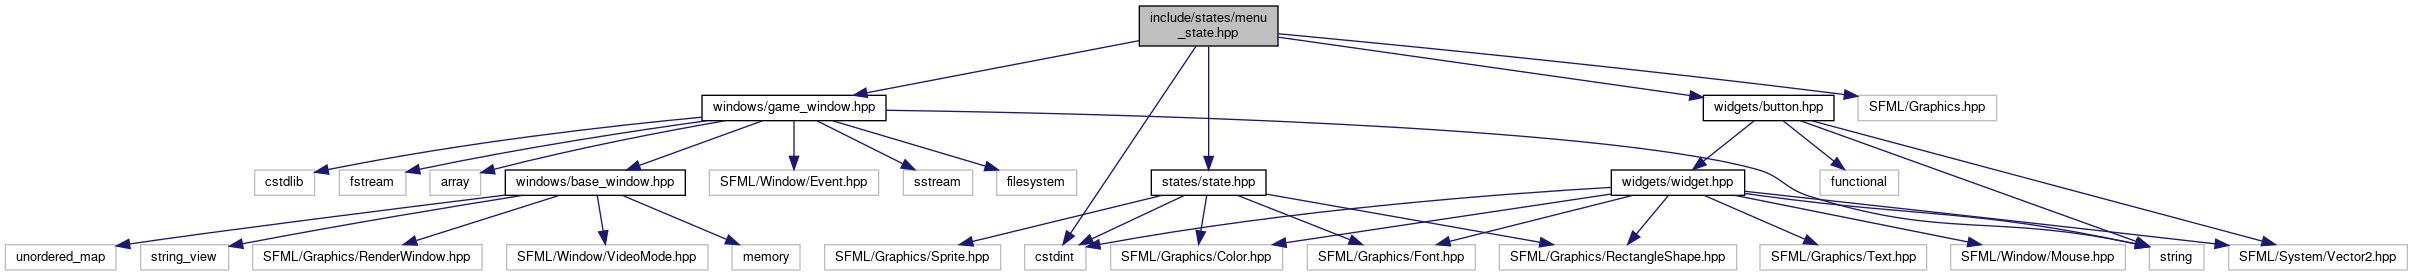 include/states/menu
_state.hpp
windows/game_window.hpp
widgets/button.hpp
SFML/Graphics.hpp
cstdlib
fstream
array
windows/base_window.hpp
SFML/Window/Event.hpp
sstream
filesystem
states/state.hpp
widgets/widget.hpp
functional
unordered_map
string_view
SFML/Graphics/RenderWindow.hpp
SFML/Window/VideoMode.hpp
memory
SFML/Graphics/Sprite.hpp
cstdint
SFML/Graphics/Color.hpp
SFML/Graphics/Font.hpp
SFML/Graphics/RectangleShape.hpp
SFML/Graphics/Text.hpp
SFML/Window/Mouse.hpp
string
SFML/System/Vector2.hpp